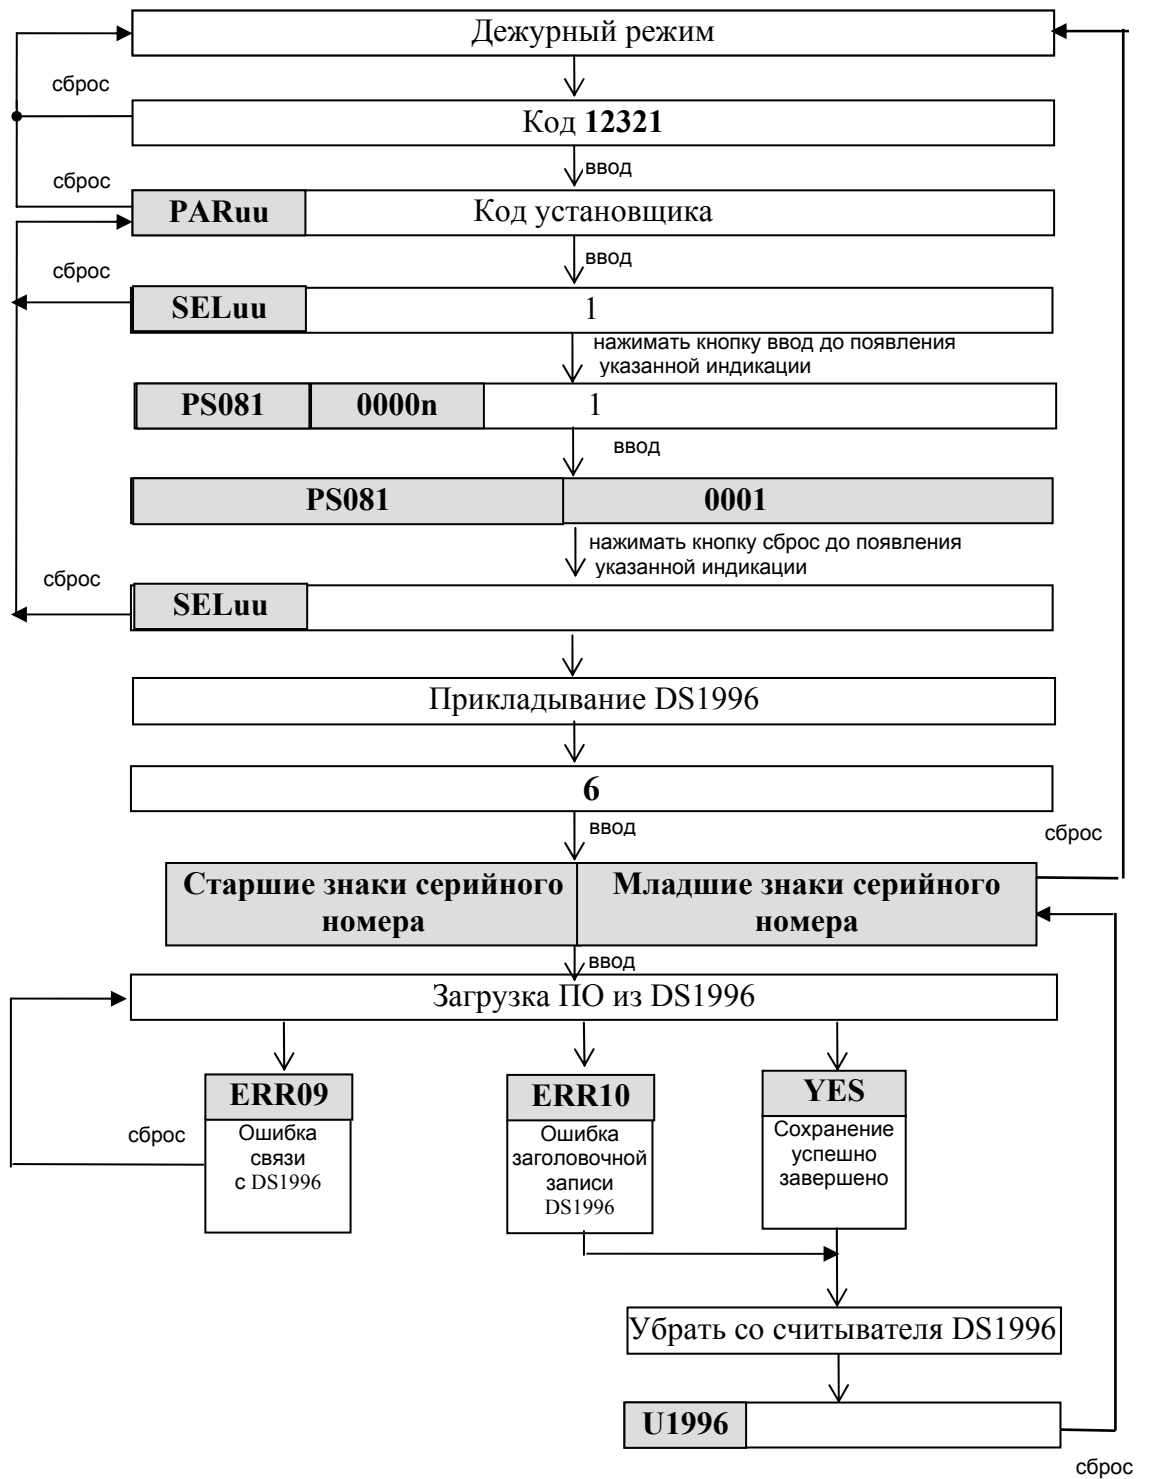 Дежурный режим
сброс
Код 12321
ввод
сброс
PARuu Код установщика
ввод
сброс
SELuu 1
нажимать кнопку ввод до появления
указанной индикации
PS081 0000n 1
ввод
PS081 0001
нажимать кнопку сброс до появления
указанной индикации
сброс
SELuu
Прикладывание DS1996
6
ввод
сброс
Старшие знаки серийного
номера
Младшие знаки серийного
номера
ввод
Загрузка ПО из DS1996
ERR09
Ошибка
связи
с DS1996
сброс
ERR10
Ошибка
заголовочной
записи
DS1996
YES
Сохранение
успешно
завершено
Убрать со считывателя DS1996
U1996
сброс